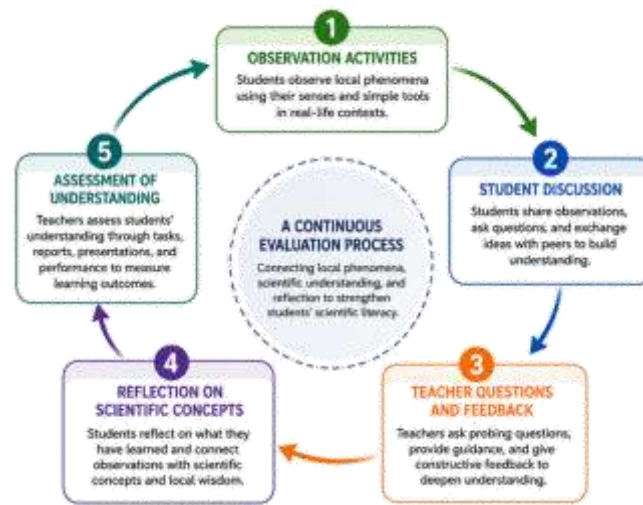 1
OBSERVATION ACTIVITIES
Students observe local phenomena
using their senses and simple tools
in real-life contexts.
2
STUDENT DISCUSSION
Students share observations,
ask questions, and exchange
ideas with peers to build
understanding.
3
TEACHER QUESTIONS
AND FEEDBACK
Teachers ask probing questions,
provide guidance, and give
constructive feedback to
deepen understanding.
4
REFLECTION ON
SCIENTIFIC CONCEPTS
Students reflect on what they
have learned and connect
observations with scientific
concepts and local wisdom.
5
ASSESSMENT OF
UNDERSTANDING
Teachers assess students'
understanding through tasks,
reports, presentations, and
performance to measure
learning outcomes.
A CONTINUOUS
EVALUATION PROCESS
Connecting local phenomena,
scientific understanding, and
reflection to strengthen
students' scientific literacy.